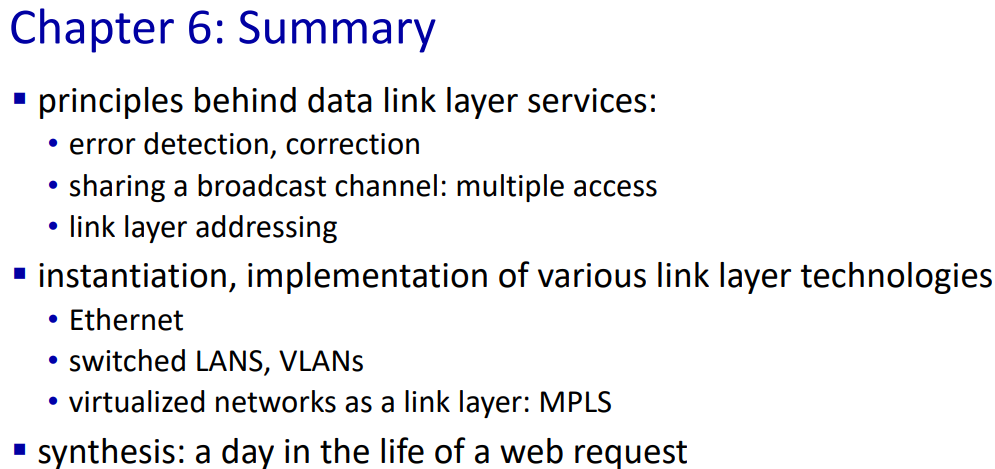 Chapter 6: Summary
▪ principles behind data link layer services:
• error detection, correction
• sharing a broadcast channel: multiple access
• link layer addressing
▪ instantiation, implementation of various link layer technologies
• Ethernet
• switched LANS, VLANs
• virtualized networks as a link layer: MPLS
▪ synthesis: a day in the life of a web request